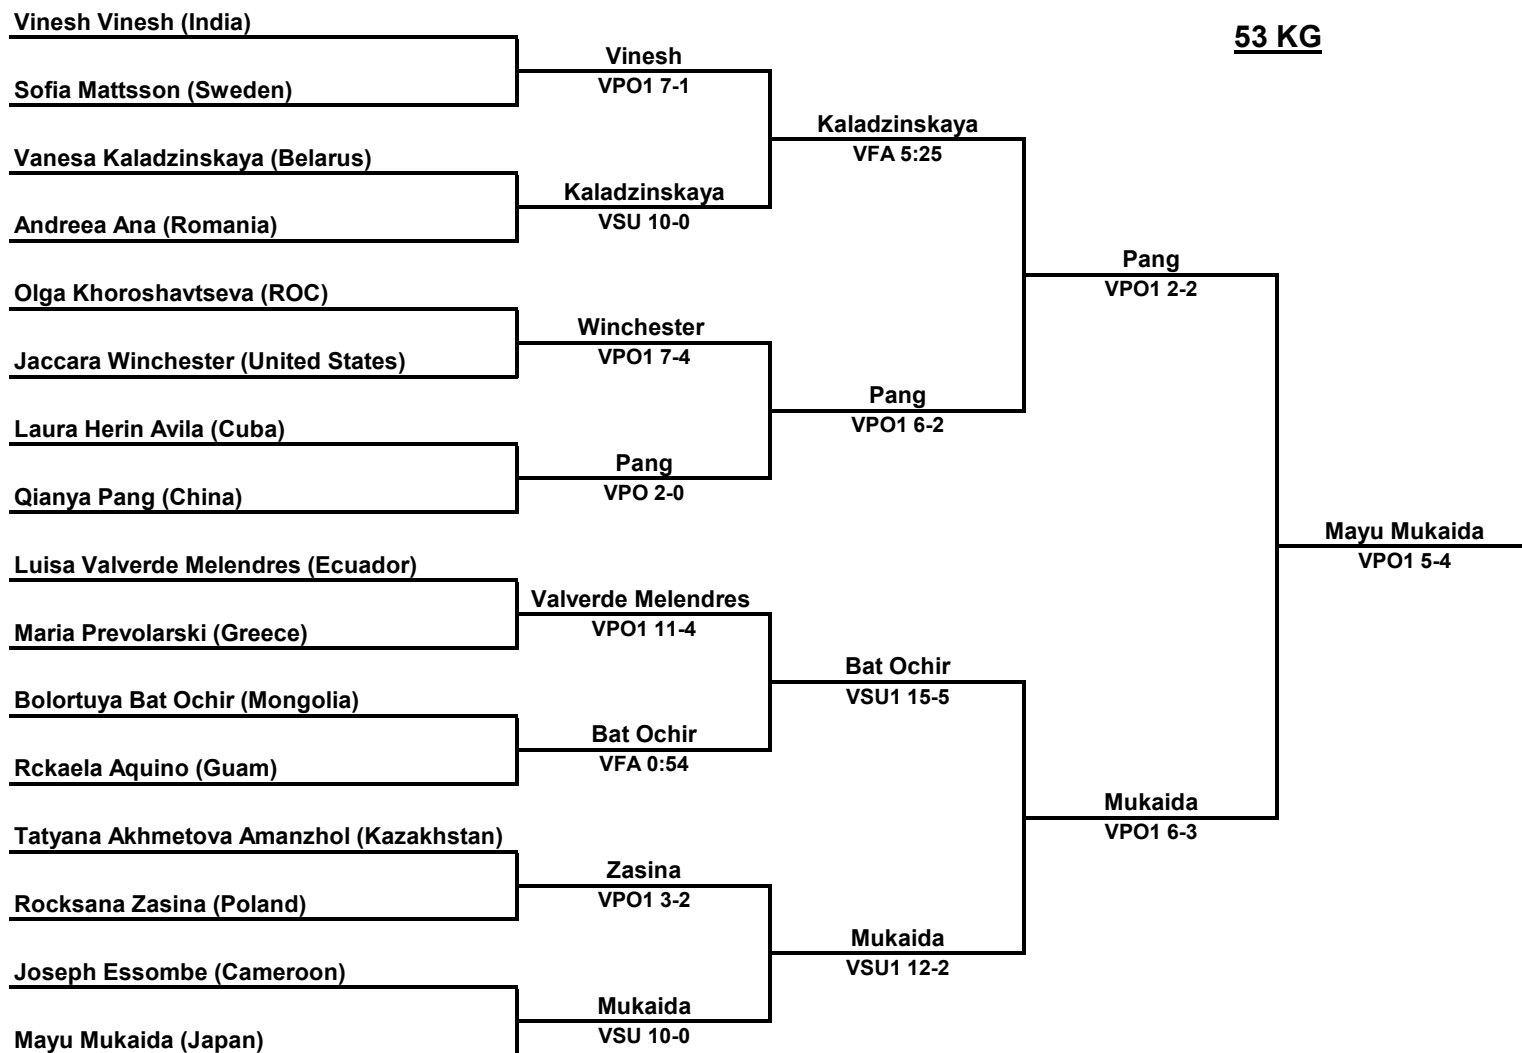 Vinesh Vinesh (India)
53 KG
Vinesh
VPO1 7-1
Sofia Mattsson (Sweden)
Kaladzinskaya
VFA 5:25
Vanesa Kaladzinskaya (Belarus)
Kaladzinskaya
VSU 10-0
Andreea Ana (Romania)
Pang
VPO1 2-2
Olga Khoroshavtseva (ROC)
Winchester
VPO1 7-4
Jaccara Winchester (United States)
Pang
VPO1 6-2
Laura Herin Avila (Cuba)
Pang
VPO 2-0
Qianya Pang (China)
Mayu Mukaida
VPO1 5-4
Luisa Valverde Melendres (Ecuador)
Valverde Melendres
VPO1 11-4
Maria Prevolarski (Greece)
Bat Ochir
VSU1 15-5
Bolortuya Bat Ochir (Mongolia)
Bat Ochir
VFA 0:54
Rckaela Aquino (Guam)
Mukaida
VPO1 6-3
Tatyana Akhmetova Amanzhol (Kazakhstan)
Zasina
VPO1 3-2
Rocksana Zasina (Poland)
Mukaida
VSU1 12-2
Joseph Essombe (Cameroon)
Mukaida
VSU 10-0
Mayu Mukaida (Japan)